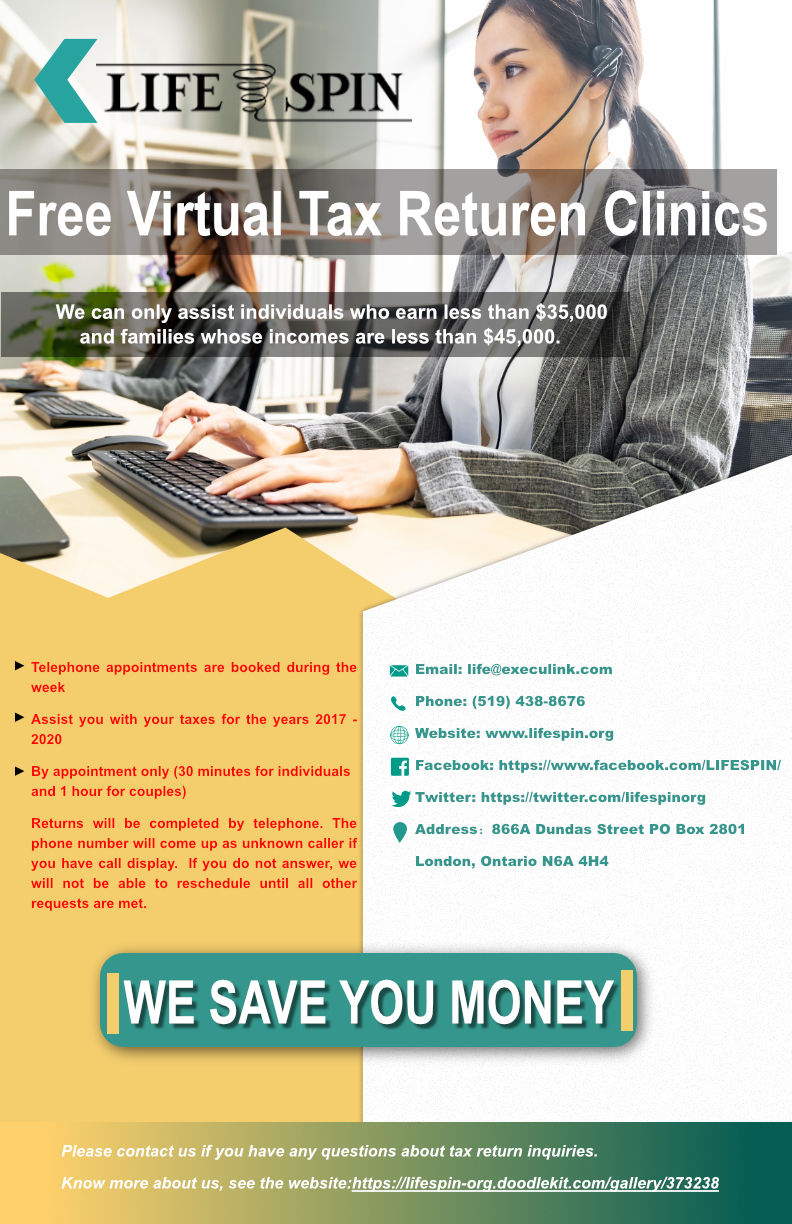 LIFE SPIN
Free Virtual Tax Returen Clinics
We can only assist individuals who earn less than $35,000
and families whose incomes are less than $45,000.
Telephone appointments are booked during the
week
Assist you with your taxes for the years 2017 -
2020
By appointment only (30 minutes for individuals
and 1 hour for couples)
Returns will be completed by telephone. The
phone number will come up as unknown caller if
you have call display. If you do not answer, we
will not be able to reschedule until all other
requests are met.
Email: life@execulink.com
Phone: (519) 438-8676
Website: www.lifespin.org
Facebook: https://www.facebook.com/LIFESPIN/
Twitter: https://twitter.com/lifespinorg
Address：866A Dundas Street PO Box 2801
London, Ontario N6A 4H4
WE SAVE YOU MONEY
Please contact us if you have any questions about tax return inquiries.
Know more about us, see the website:https://lifespin-org.doodlekit.com/gallery/373238